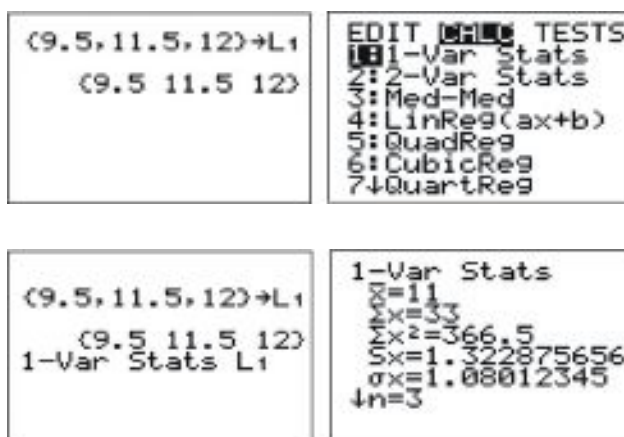 {9.5,11.5,12}→L₁
{9.5 11.5 12}
EDIT CALC TESTS
1:1-Var Stats
2:2-Var Stats
3:Med-Med
4:LinReg(ax+b)
5:QuadReg
6:CubicReg
7↓QuartReg
{9.5,11.5,12}→L₁
{9.5 11.5 12}
1-Var Stats L₁
1-Var Stats
x̄=11
Σx=33
Σx²=366.5
Sx=1.322875656
σx=1.08012345
↓n=3